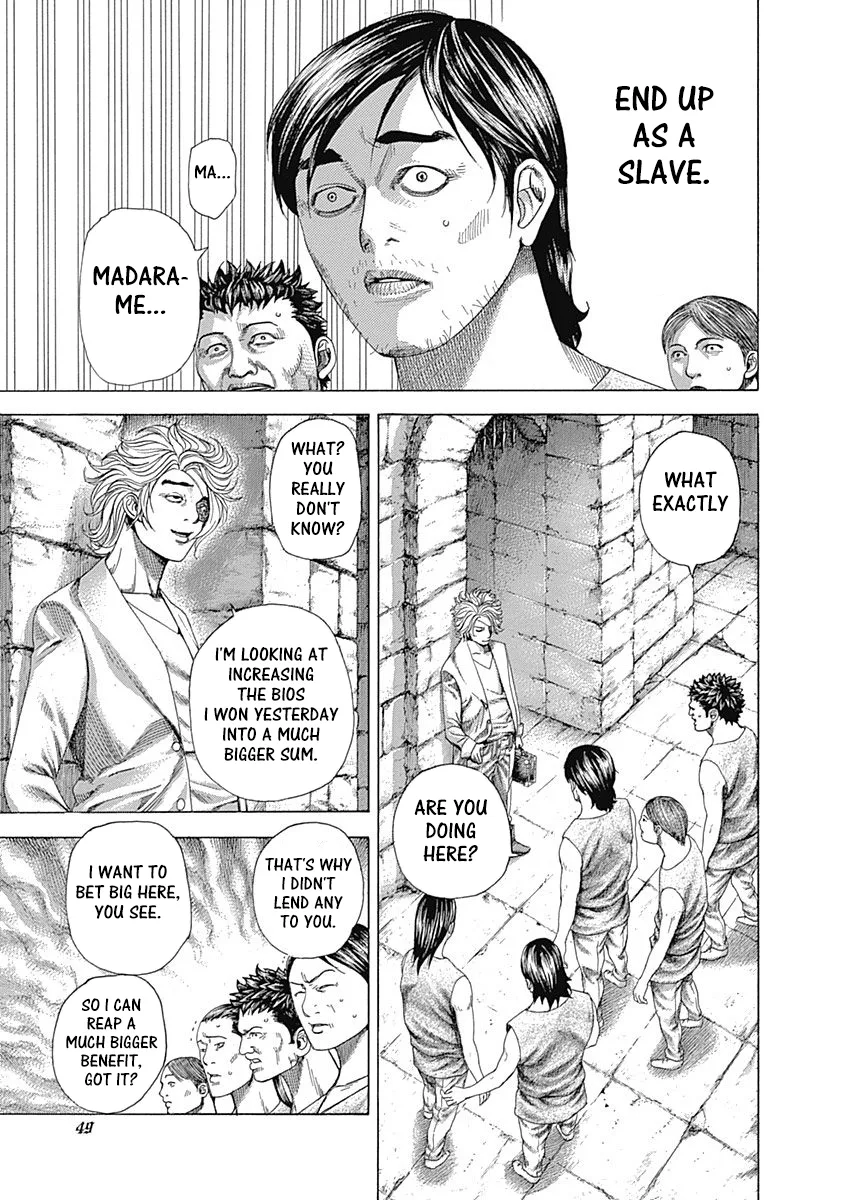 END UP
AS A
SLAVE.
MA...
MADARA-
ME...
WHAT
EXACTLY
ARE YOU
DOING
HERE?
WHAT?
YOU
REALLY
DON'T
KNOW?
I'M LOOKING AT
INCREASING
THE BIOS
I WON YESTERDAY
INTO A MUCH
BIGGER SUM.
THAT'S WHY
I DIDN'T
LEND ANY
TO YOU.
I WANT TO
BET BIG HERE,
YOU SEE.
SO I CAN
REAP A
MUCH BIGGER
BENEFIT,
GOT IT?
49